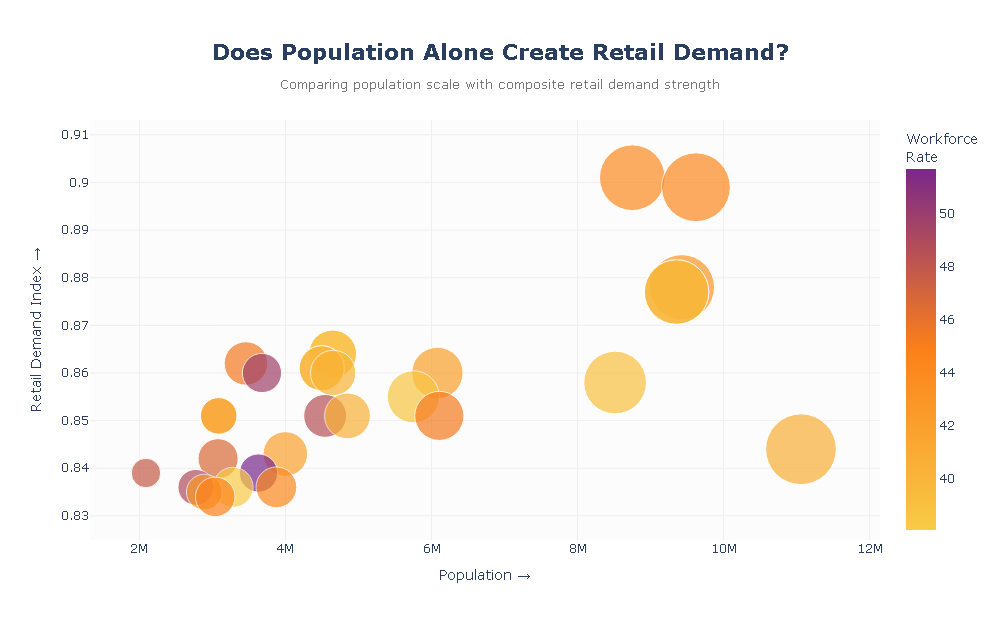 Does Population Alone Create Retail Demand?
Comparing population scale with composite retail demand strength
Workforce
Rate
0.91
0.9
0.89
0.88
0.87
0.86
0.85
0.84
0.83
Retail Demand Index →
50
48
46
44
42
40
2M
4M
6M
8M
10M
12M
Population →